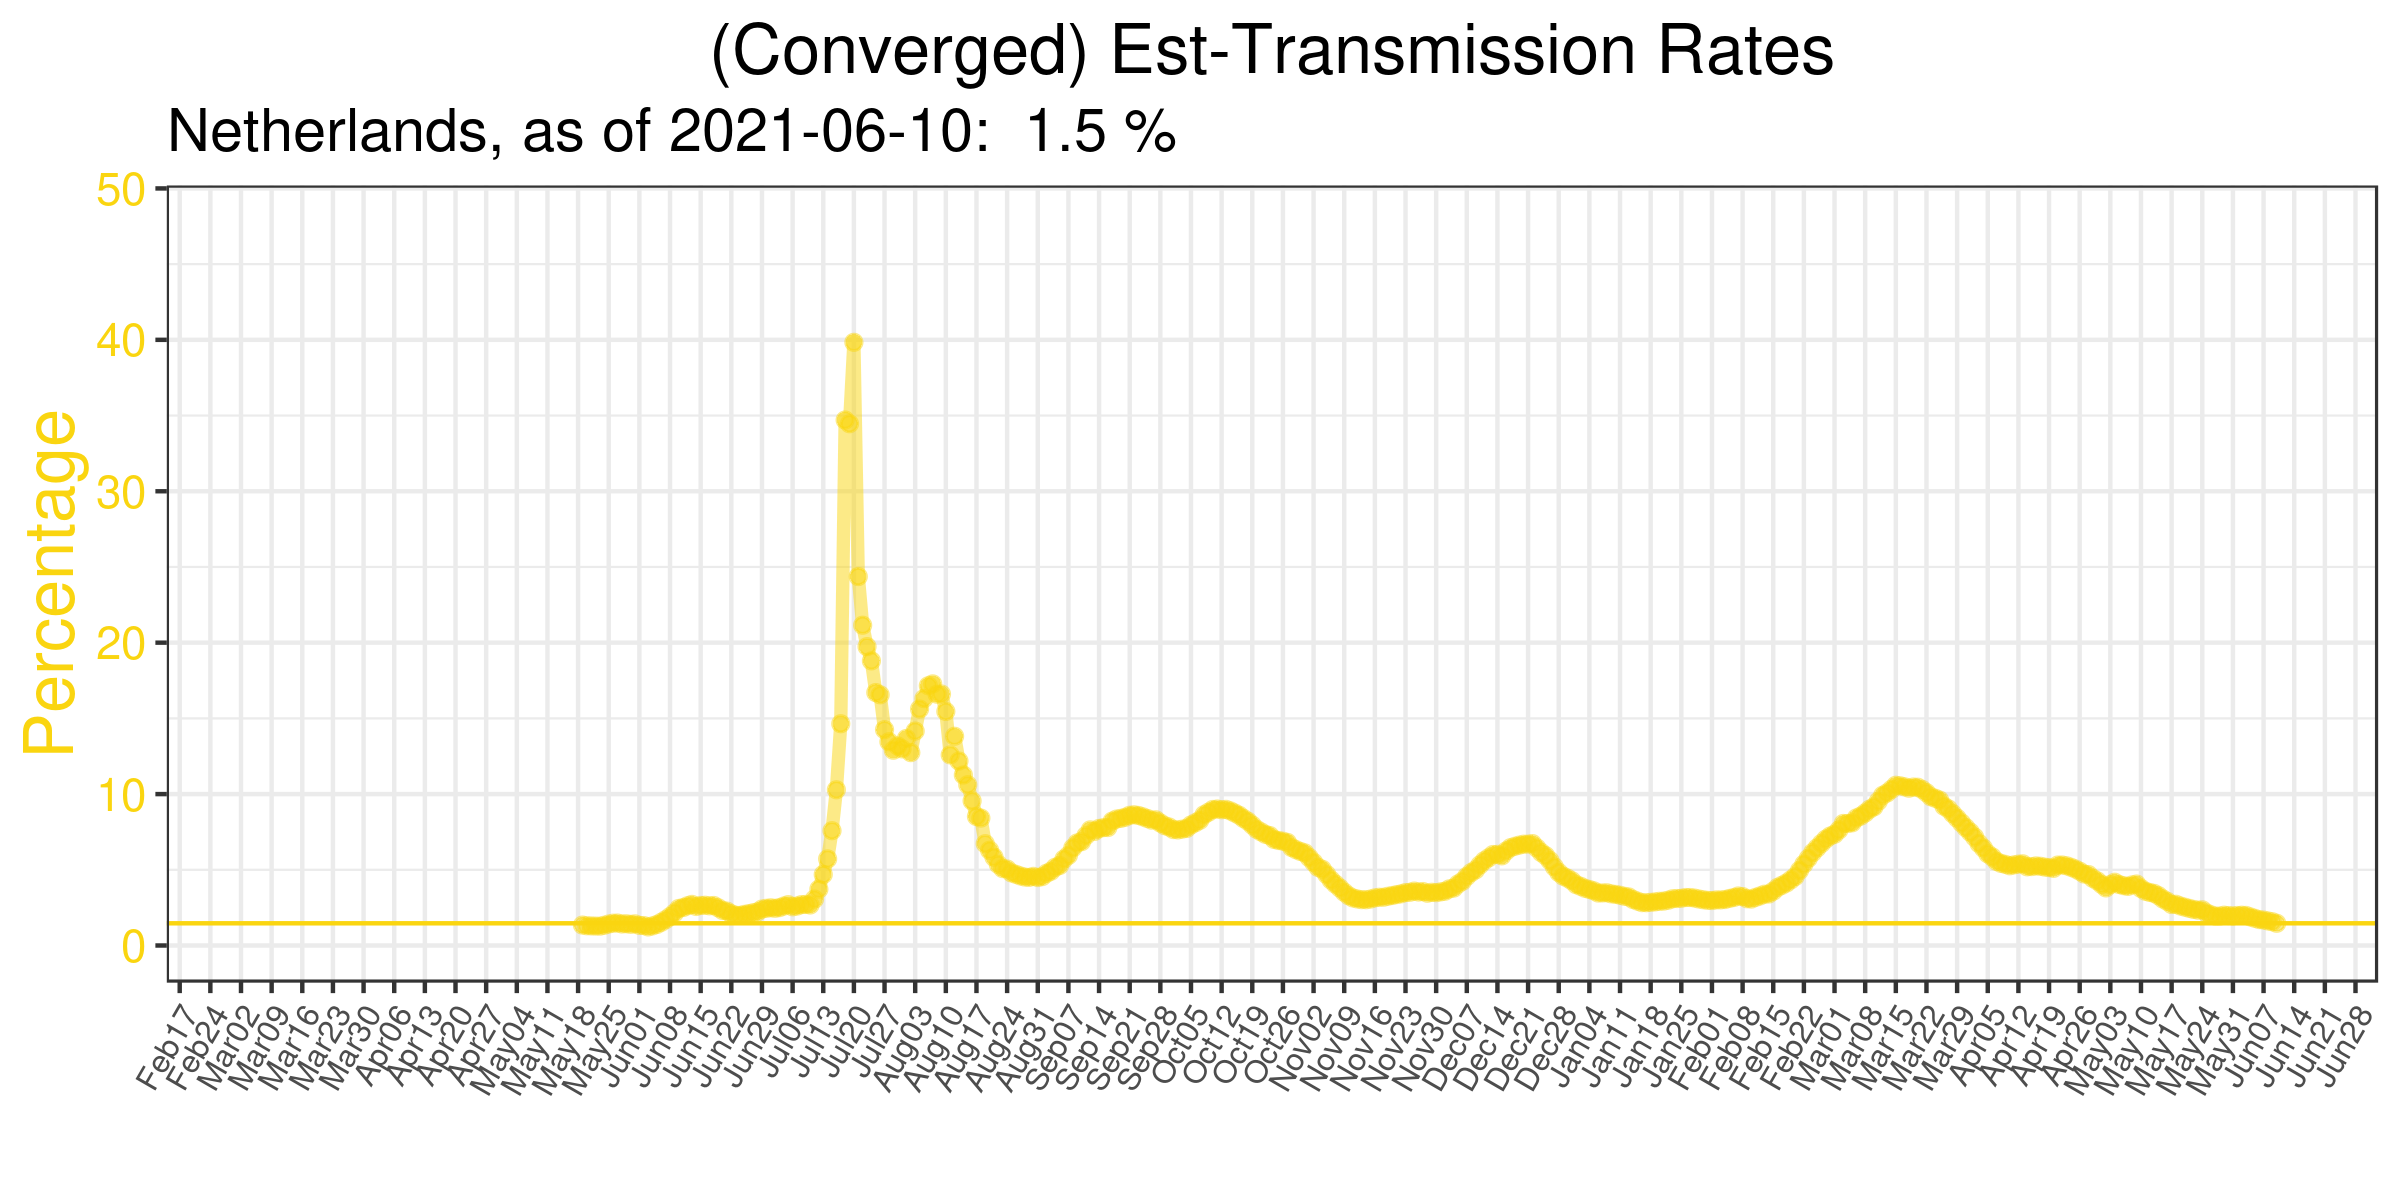 (Converged) Est-Transmission Rates
Netherlands, as of 2021-06-10:  1.5 %
Percentage
50
40
30
20
10
0
Feb17
Feb24
Mar02
Mar09
Mar16
Mar23
Mar30
Apr06
Apr13
Apr20
Apr27
May04
May11
May18
May25
Jun01
Jun08
Jun15
Jun22
Jun29
Jul06
Jul13
Jul20
Jul27
Aug03
Aug10
Aug17
Aug24
Aug31
Sep07
Sep14
Sep21
Sep28
Oct05
Oct12
Oct19
Oct26
Nov02
Nov09
Nov16
Nov23
Nov30
Dec07
Dec14
Dec21
Dec28
Jan04
Jan11
Jan18
Jan25
Feb01
Feb08
Feb15
Feb22
Mar01
Mar08
Mar15
Mar22
Mar29
Apr05
Apr12
Apr19
Apr26
May03
May10
May17
May24
May31
Jun07
Jun14
Jun21
Jun28